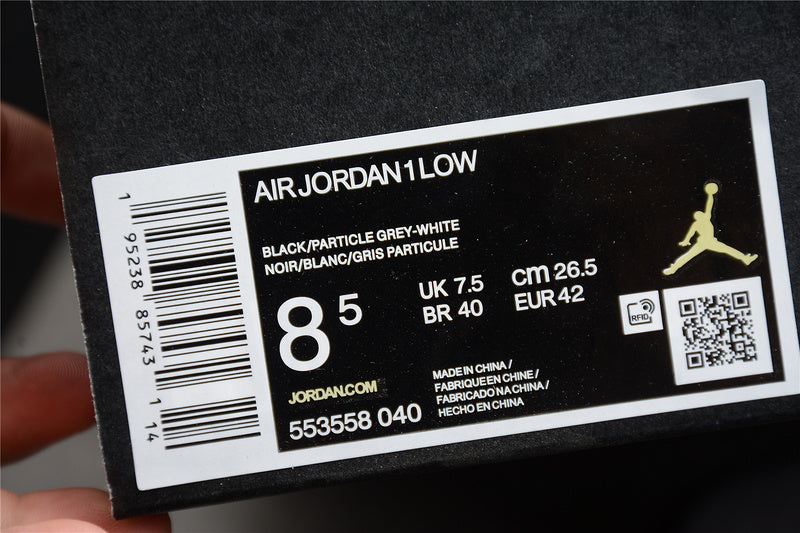 AIR JORDAN 1 LOW
BLACK/PARTICLE GREY-WHITE
NOIR/BLANC/GRIS PARTICULE
8 5
UK 7.5 cm 26.5
BR 40 EUR 42
JORDAN.COM
553558 040
MADE IN CHINA /
FABRIQUE EN CHINE /
FABRICADO NA CHINA /
HECHO EN CHINA
RFID
1 95238 85743 1 14